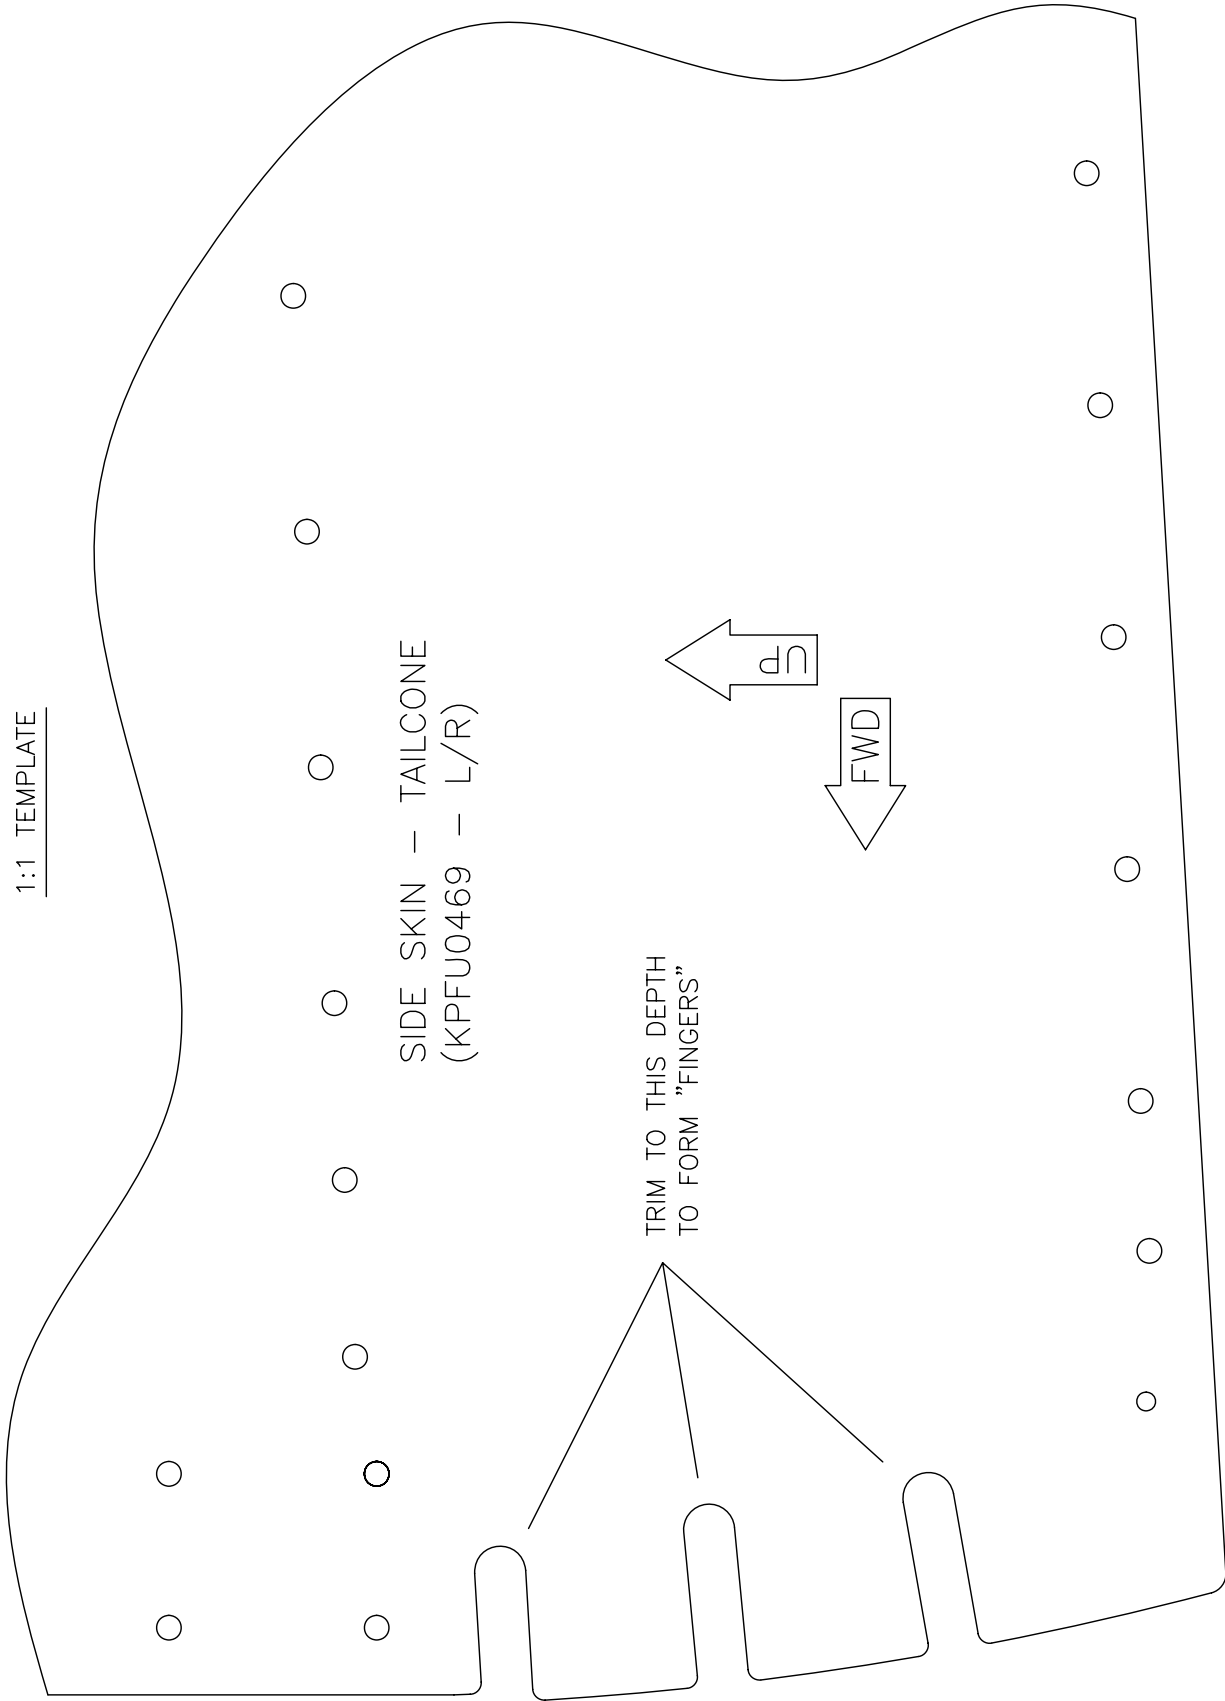 1:1 TEMPLATE
SIDE SKIN - TAILCONE
(KPFU0469 - L/R)
UP
FWD
TRIM TO THIS DEPTH
TO FORM "FINGERS"